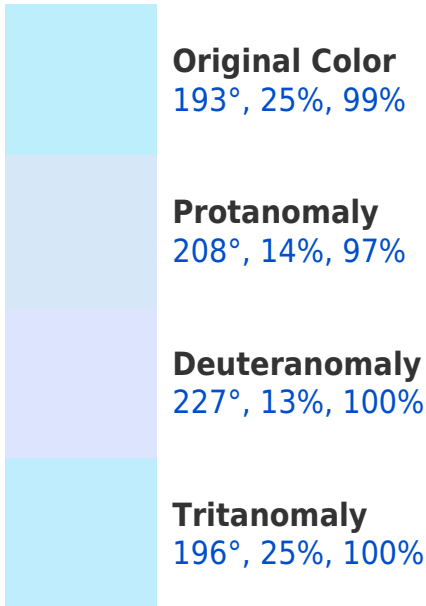 Original Color
193°, 25%, 99%
Protanomaly
208°, 14%, 97%
Deuteranomaly
227°, 13%, 100%
Tritanomaly
196°, 25%, 100%